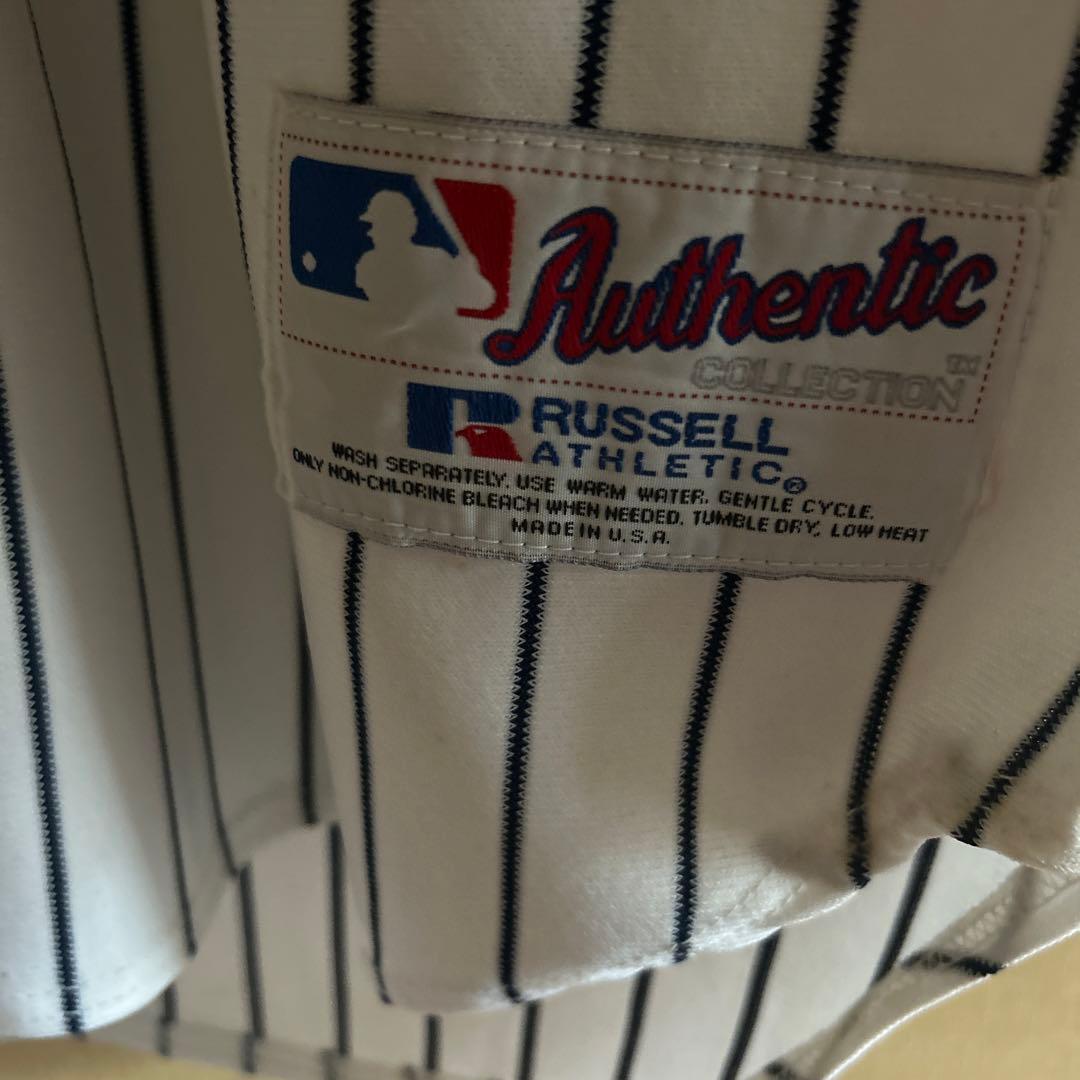 Authentic
COLLECTION™
RUSSELL
ATHLETIC®
WASH SEPARATELY. USE WARM WATER. GENTLE CYCLE.
ONLY NON-CHLORINE BLEACH WHEN NEEDED. TUMBLE DRY, LOW HEAT
MADE IN U.S.A.